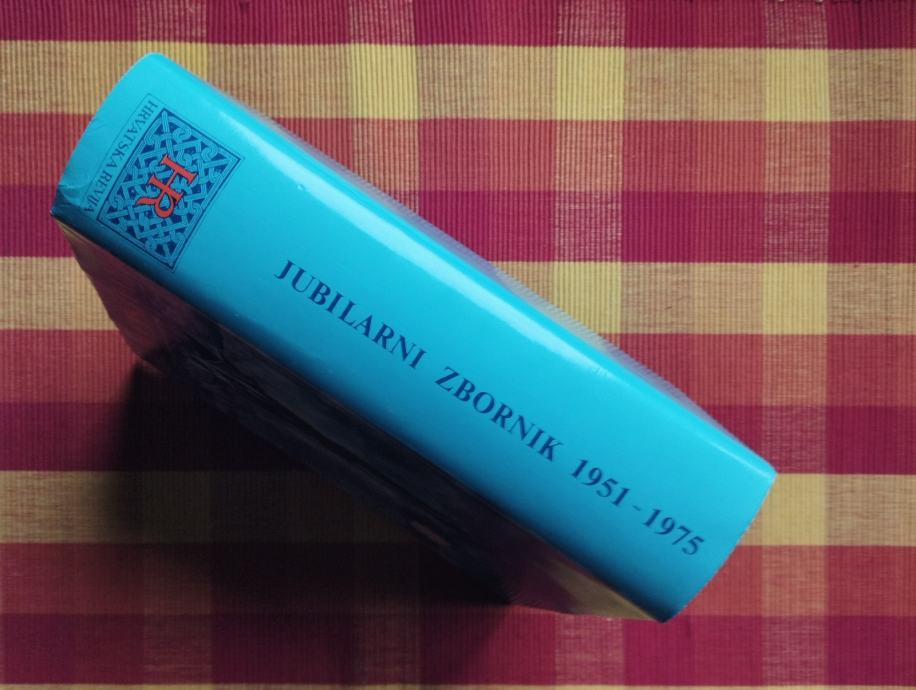 HRVATSKA REVIJA
HR
JUBILARNI ZBORNIK 1951-1975